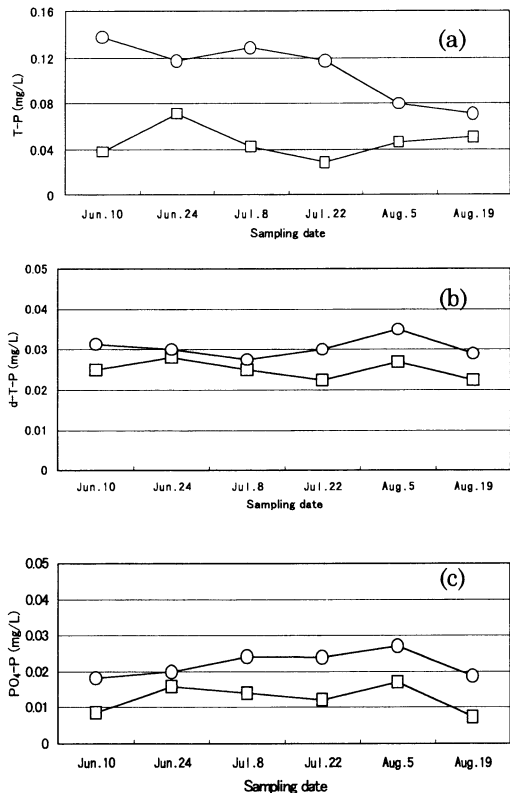 (a)
0.16
0.12
0.08
0.04
0
T-P (mg/L)
Jun.10 Jun.24 Jul.8 Jul.22 Aug.5 Aug.19
Sampling date
(b)
0.05
0.04
0.03
0.02
0.01
0
d-T-P (mg/L)
Jun.10 Jun.24 Jul.8 Jul.22 Aug.5 Aug.19
Sampling date
(c)
0.05
0.04
0.03
0.02
0.01
0
PO₄-P (mg/L)
Jun.10 Jun.24 Jul.8 Jul.22 Aug.5 Aug.19
Sampling date